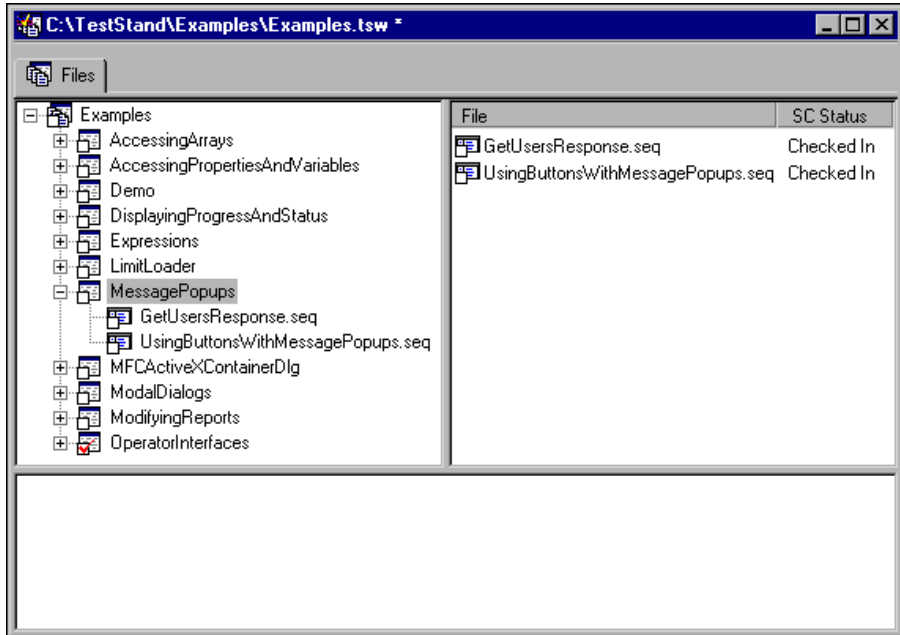 C:\TestStand\Examples\Examples.tsw *
Files
Examples
AccessingArrays
AccessingPropertiesAndVariables
Demo
DisplayingProgressAndStatus
Expressions
LimitLoader
MessagePopups
GetUsersResponse.seq
UsingButtonsWithMessagePopups.seq
MFCActiveXContainerDlg
ModalDialogs
ModifyingReports
OperatorInterfaces
File SC Status
GetUsersResponse.seq Checked In
UsingButtonsWithMessagePopups.seq Checked In